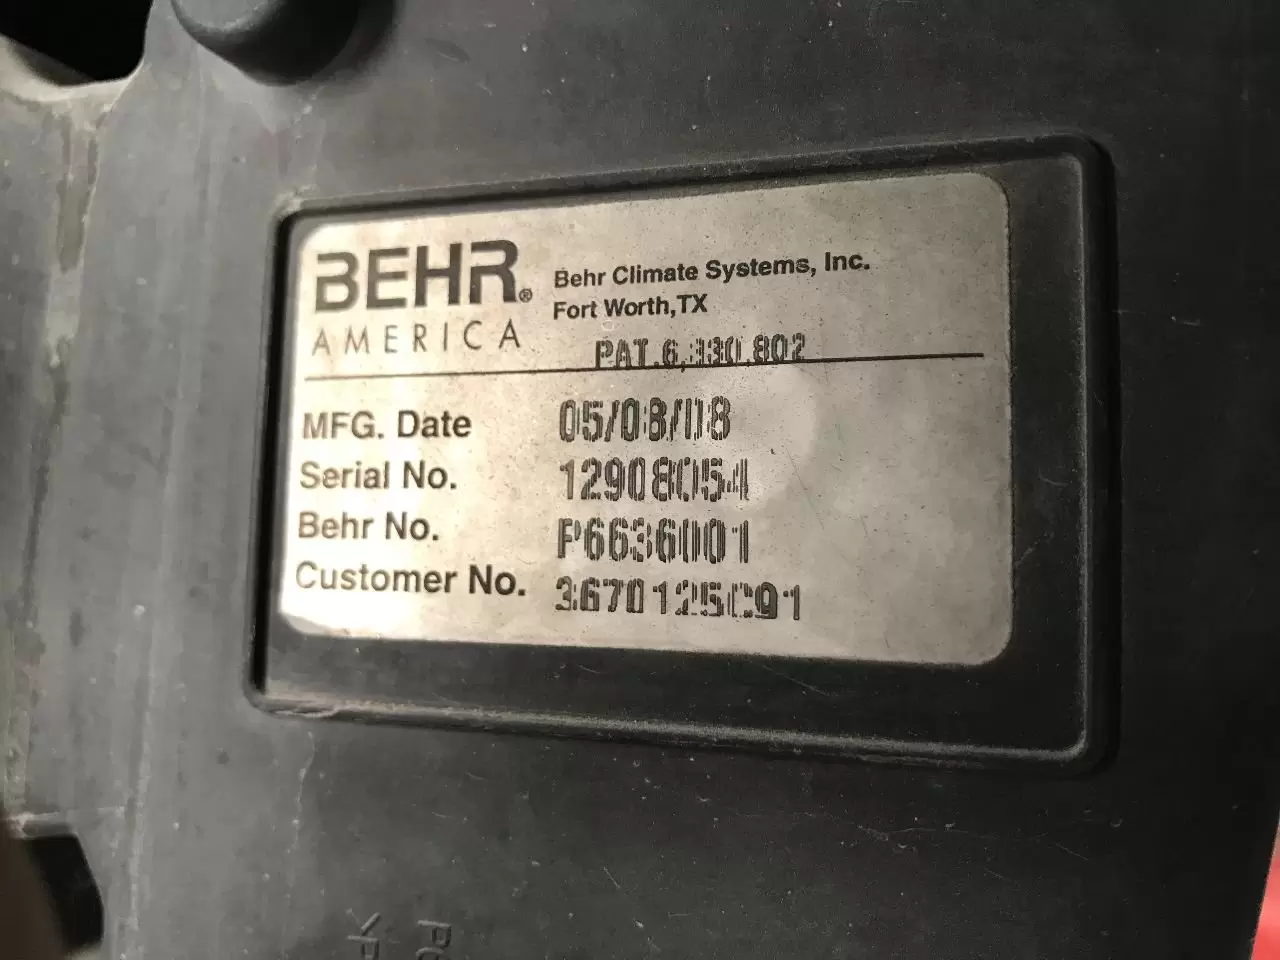 BEHR®
AMERICA
Behr Climate Systems, Inc.
Fort Worth,TX
PAT.6,330,802
MFG. Date 05/08/08
Serial No. 12908054
Behr No. P6636001
Customer No. 3670125C91